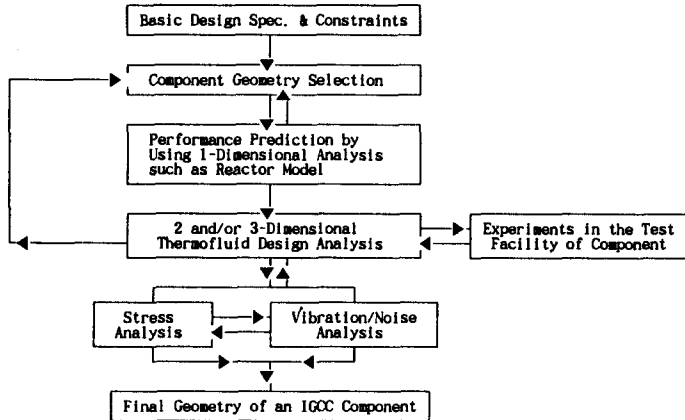 Basic Design Spec. & Constraints
Component Geometry Selection
Performance Prediction by
Using 1-Dimensional Analysis
such as Reactor Model
2 and/or 3-Dimensional
Thermofluid Design Analysis
Experiments in the Test
Facility of Component
Stress
Analysis
Vibration/Noise
Analysis
Final Geometry of an IGCC Component